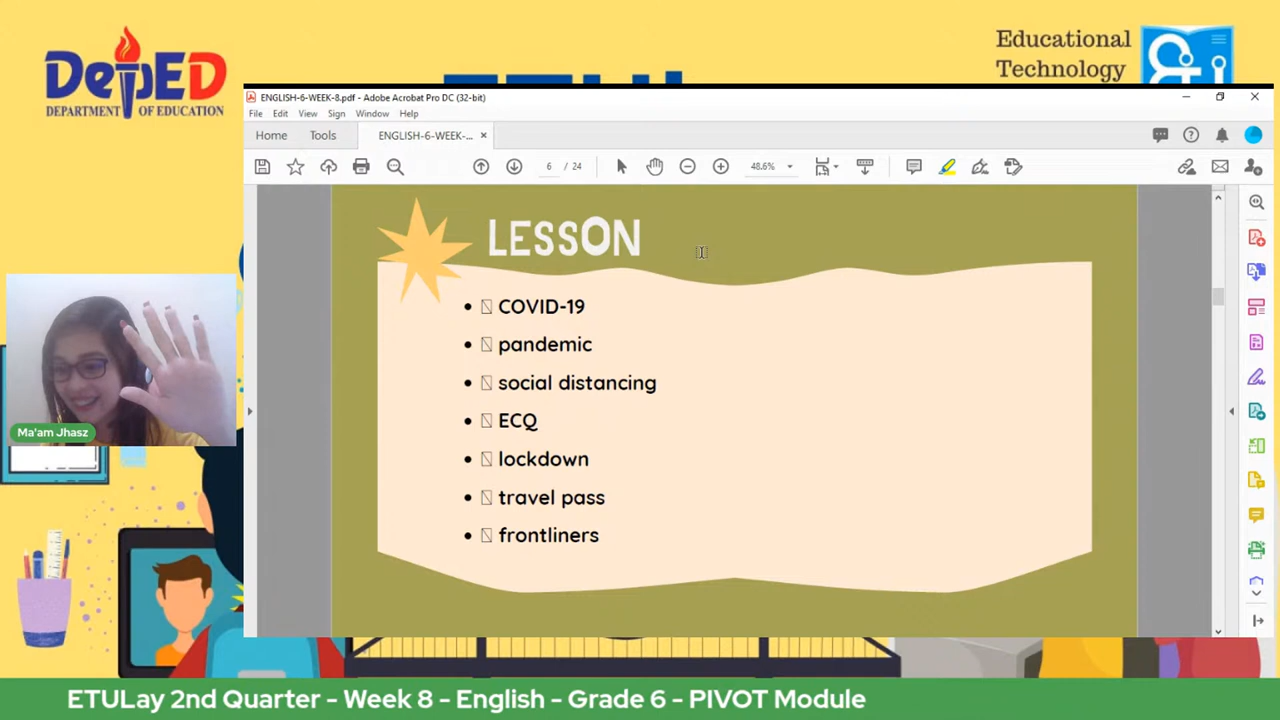 DepED
DEPARTMENT OF EDUCATION
Educational
Technology
ENGLISH-6-WEEK-8.pdf - Adobe Acrobat Pro DC (32-bit)
File Edit View Sign Window Help
Home Tools ENGLISH-6-WEEK-...
6 / 24 48.6%
LESSON
• COVID-19
• pandemic
• social distancing
• ECQ
• lockdown
• travel pass
• frontliners
Ma'am Jhasz
ETULay 2nd Quarter - Week 8 - English - Grade 6 - PIVOT Module